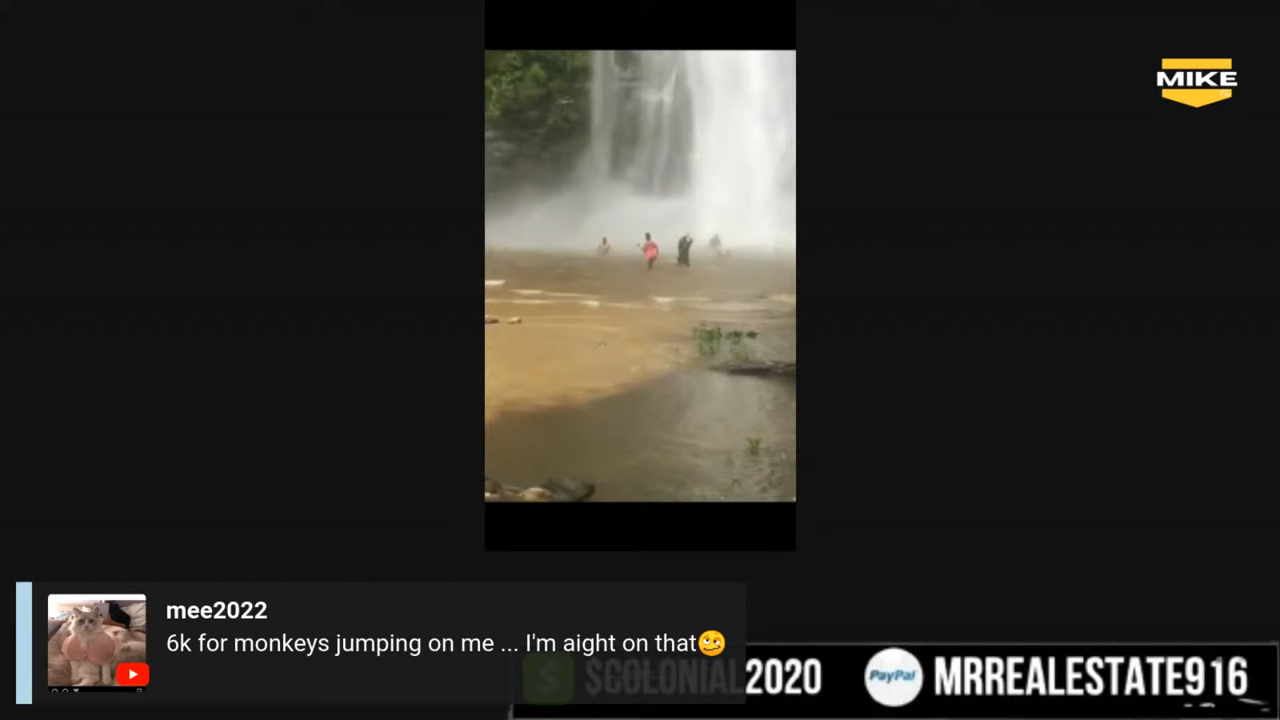 MIKE
mee2022
6k for monkeys jumping on me ... I'm aight on that🥴
$COLONIAL2020
PayPal
MRREALESTATE916